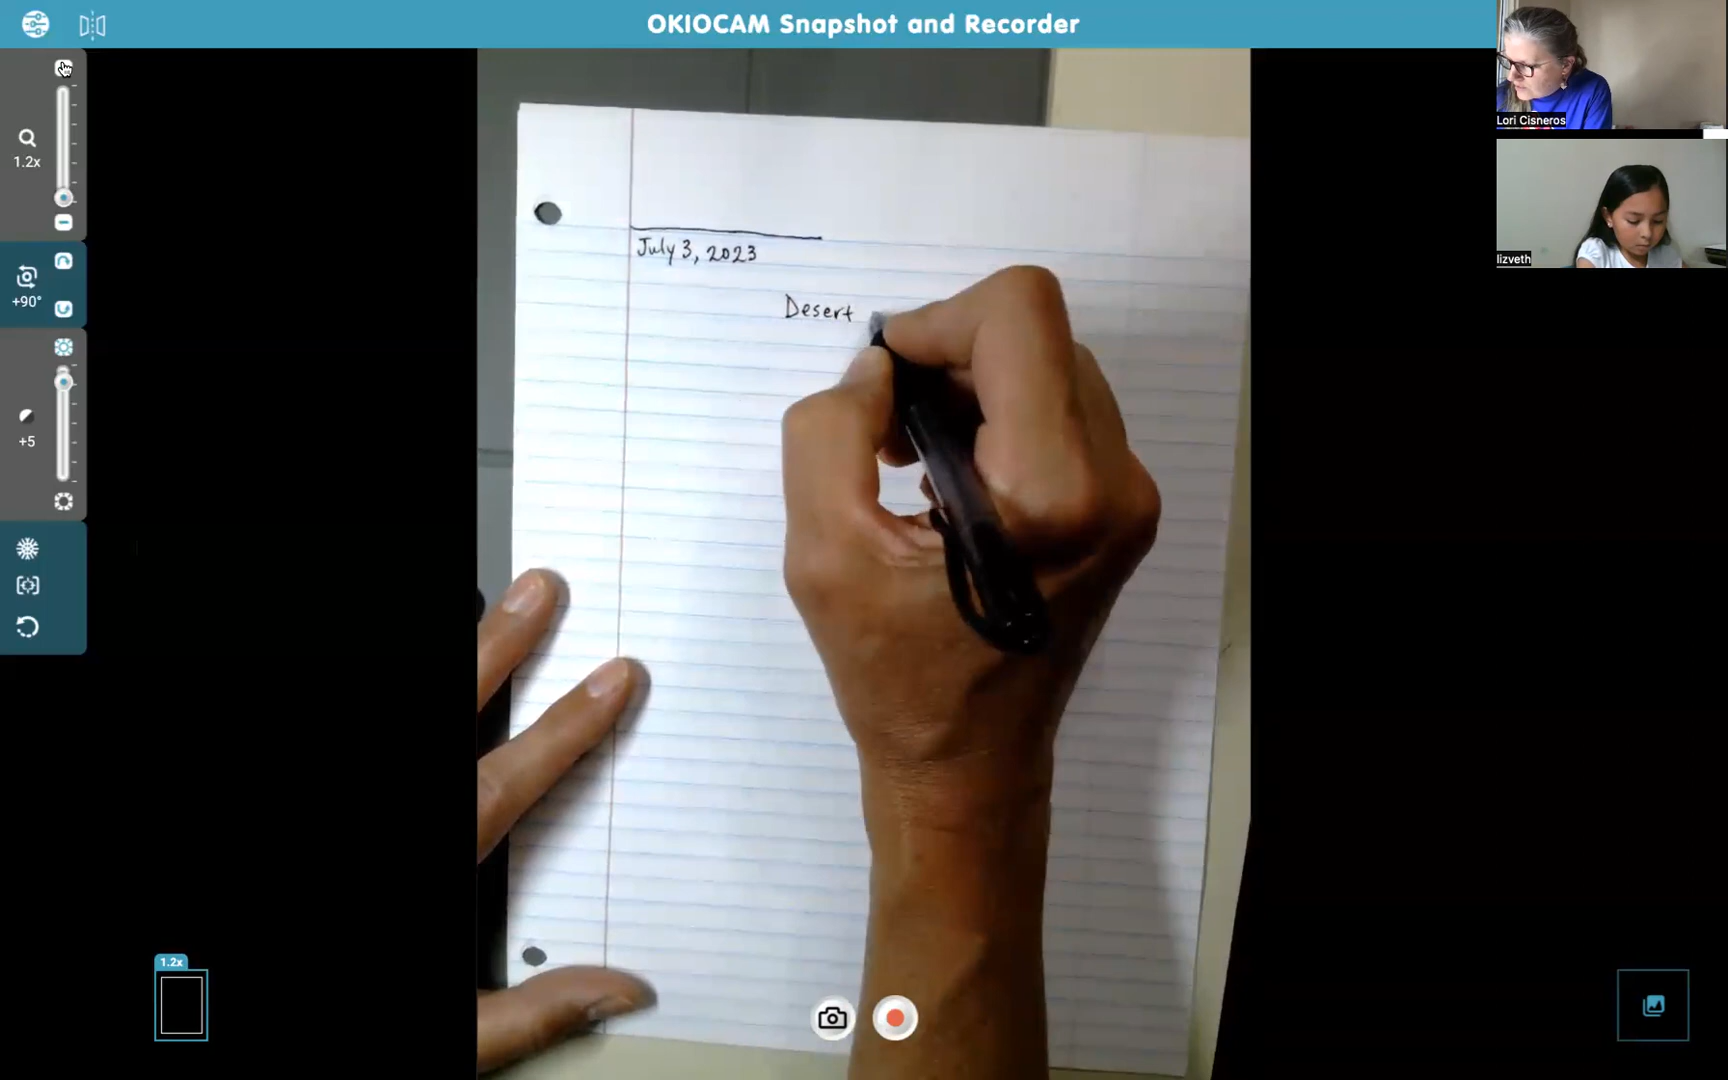 OKIOCAM Snapshot and Recorder
Lori Cisneros
lizveth
1.2x
+90°
+5
July 3, 2023
Desert
1.2x